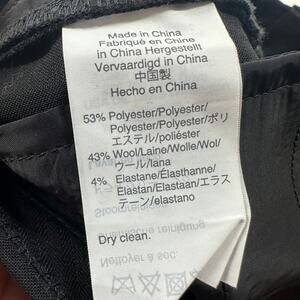 Made in China
Fabriqué en Chine
in China Hergestellt
Vervaardigd in China
中国製
Hecho en China
53% Polyester/Polyester/
Polyester/Polyester/ポリ
エステル/poliéster
43% Wool/Laine/Wolle/Wol/
ウール/lana
4% Elastane/Élasthanne/
Elastan/Elastaan/エラス
テーン/elastano
Dry clean.
Nettoyer à sec.